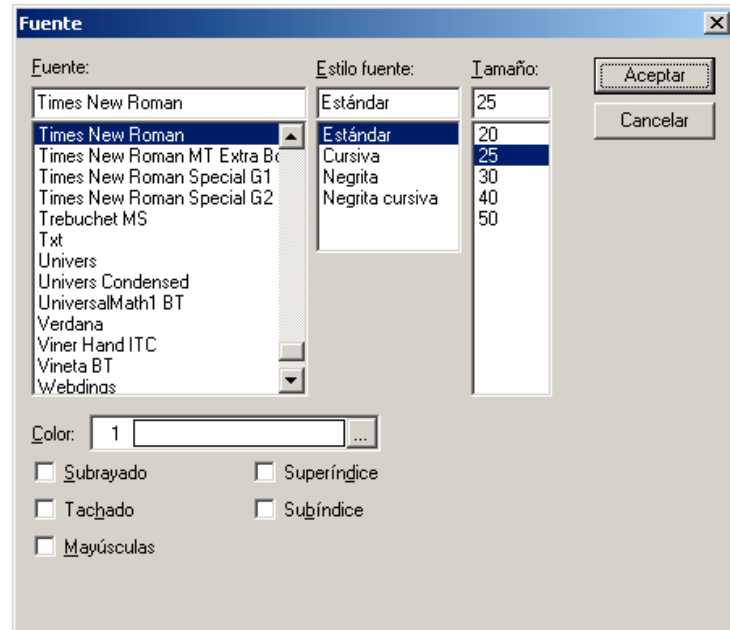 Fuente
Fuente:
Estilo fuente:
Tamaño:
Aceptar
Times New Roman
Estándar
25
Cancelar
Times New Roman
Times New Roman MT Extra Bo
Times New Roman Special G1
Times New Roman Special G2
Trebuchet MS
Txt
Univers
Univers Condensed
UniversalMath1 BT
Verdana
Viner Hand ITC
Vineta BT
Webdings
Estándar
Cursiva
Negrita
Negrita cursiva
20
25
30
40
50
Color:
1
...
Subrayado
Superíndice
Tachado
Subíndice
Mayúsculas